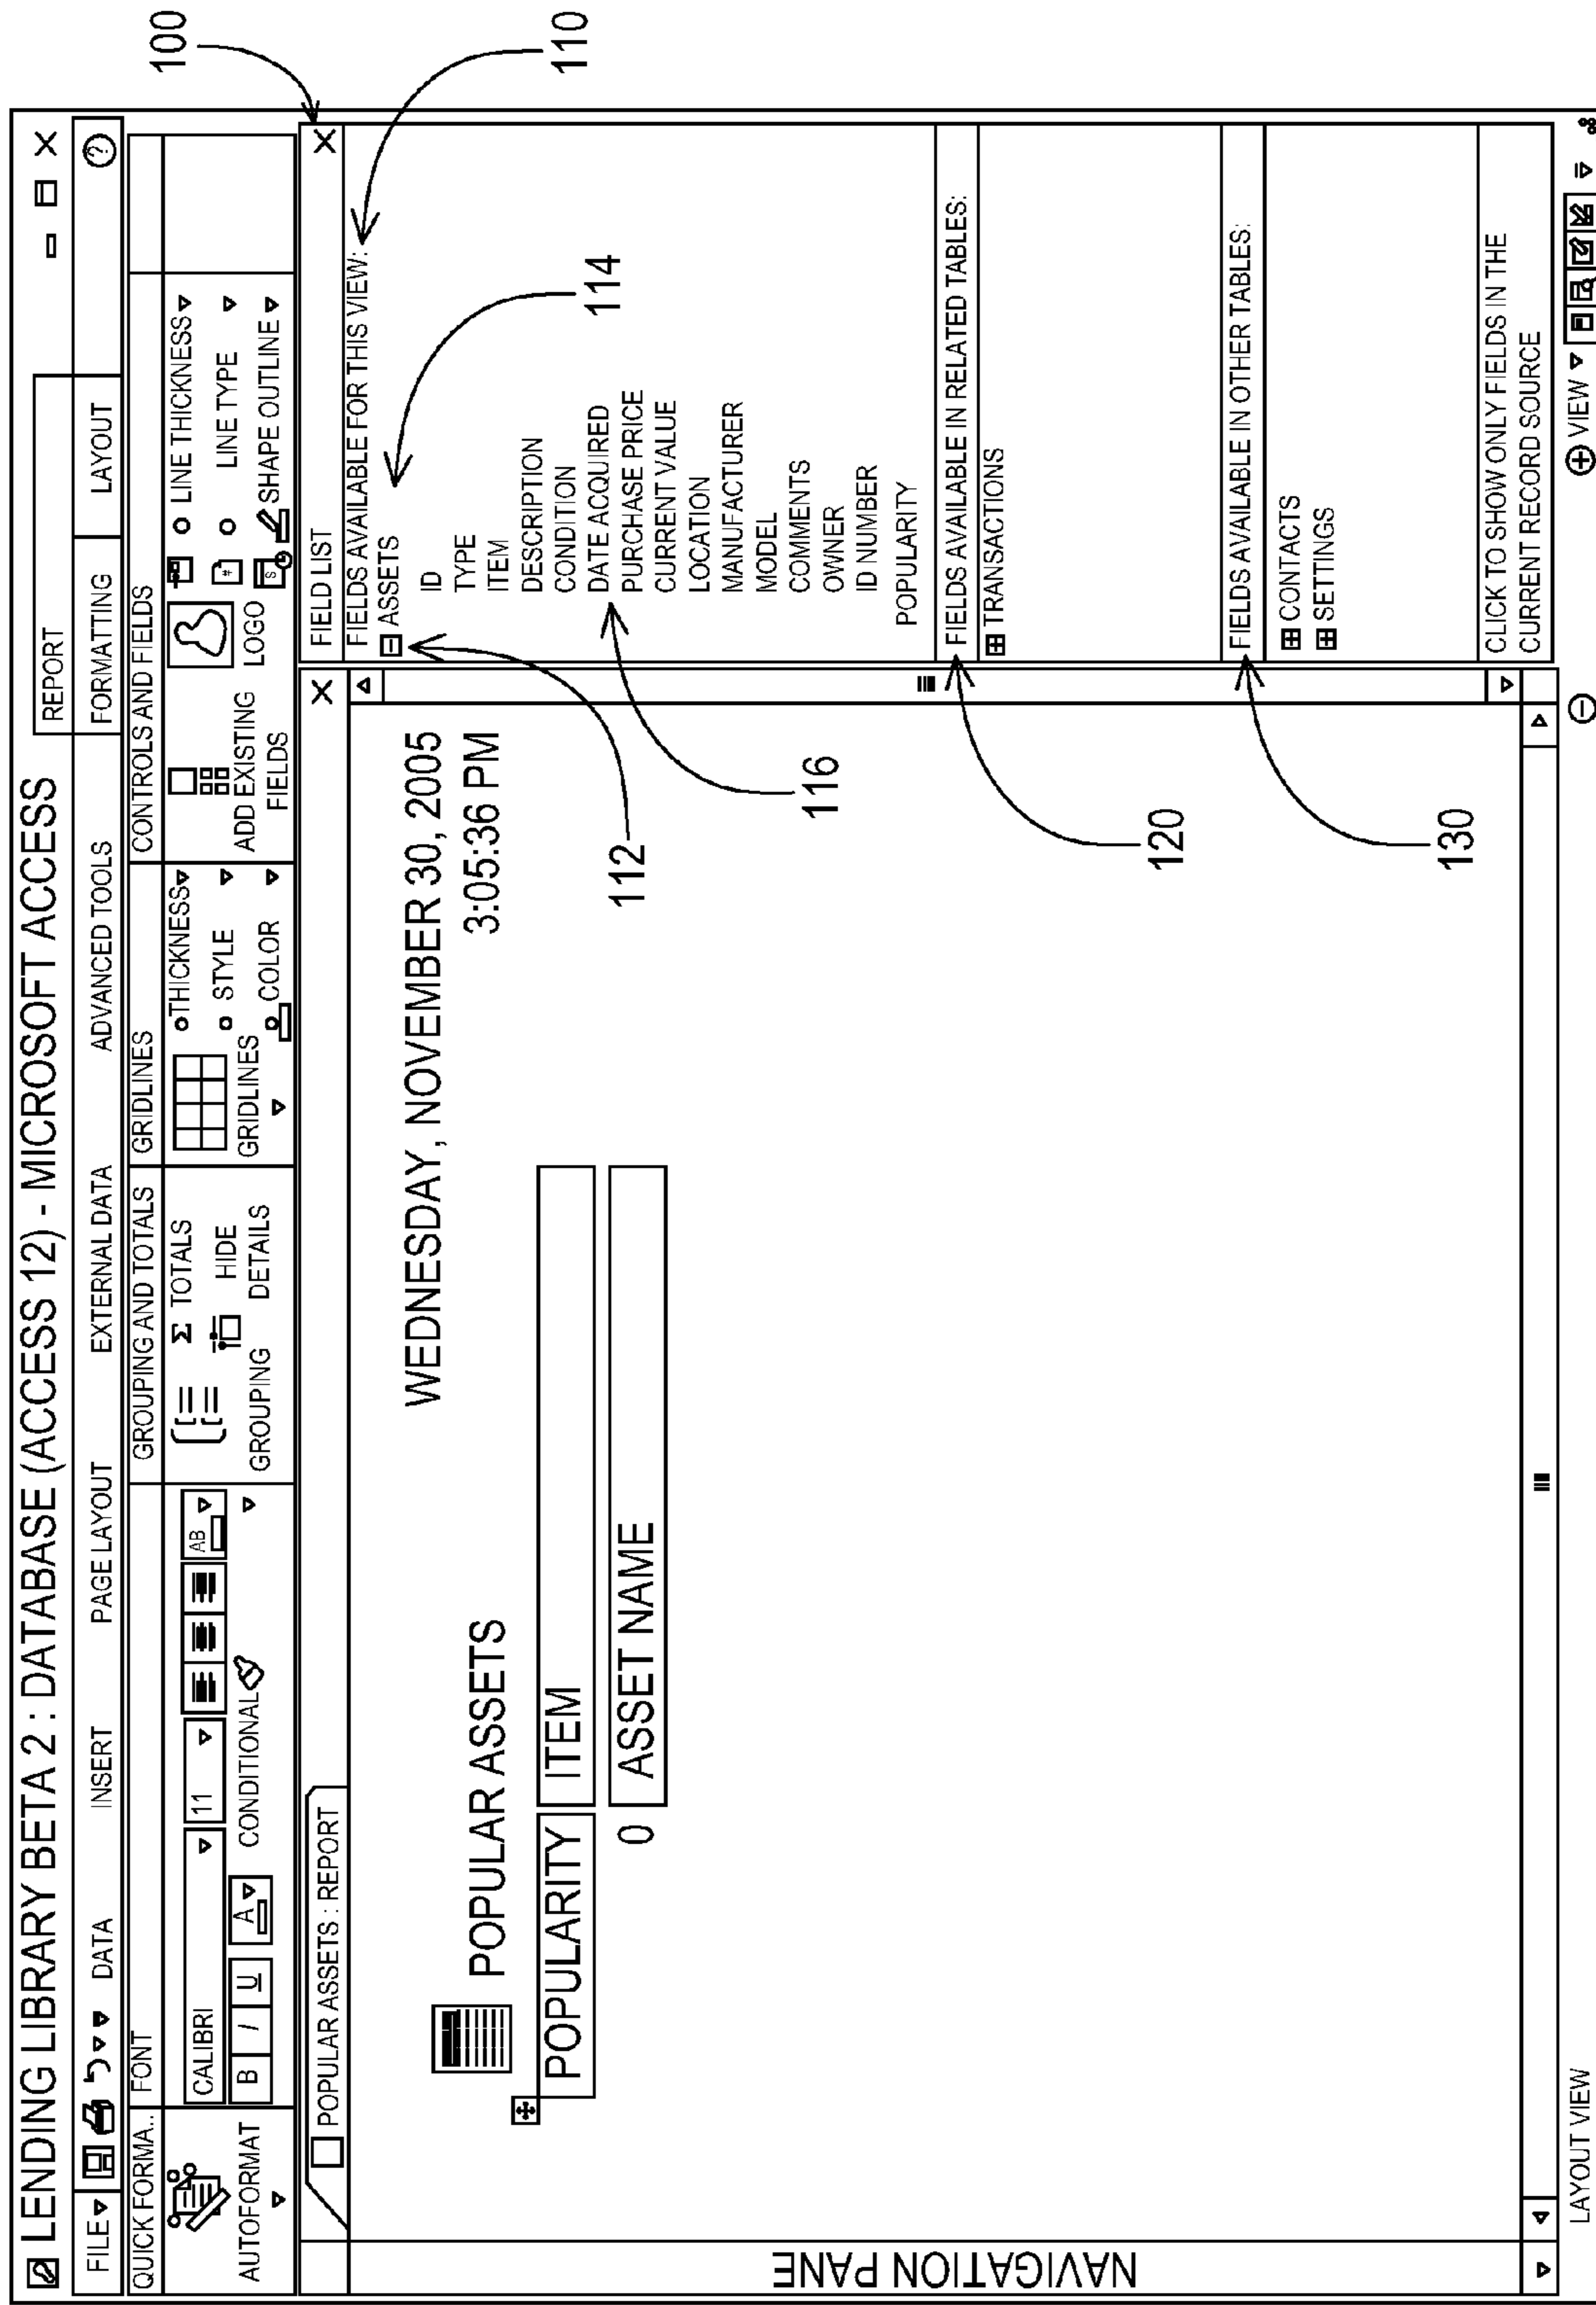 LENDING LIBRARY BETA 2 : DATABASE (ACCESS 12) - MICROSOFT ACCESS
REPORT
FILE
DATA
INSERT
PAGE LAYOUT
EXTERNAL DATA
ADVANCED TOOLS
FORMATTING
LAYOUT
?
QUICK FORMA..
FONT
GROUPING AND TOTALS
GRIDLINES
CONTROLS AND FIELDS
AUTOFORMAT
CALIBRI
11
AB
B I U A
CONDITIONAL
Σ TOTALS
HIDE
DETAILS
GROUPING
GRIDLINES
THICKNESS
STYLE
COLOR
ADD EXISTING
FIELDS
LOGO
LINE THICKNESS
LINE TYPE
SHAPE OUTLINE
100
110
POPULAR ASSETS : REPORT
NAVIGATION PANE
WEDNESDAY, NOVEMBER 30, 2005
3:05:36 PM
POPULAR ASSETS
POPULARITY
ITEM
0
ASSET NAME
FIELD LIST
FIELDS AVAILABLE FOR THIS VIEW:
ASSETS
ID
TYPE
ITEM
DESCRIPTION
CONDITION
DATE ACQUIRED
PURCHASE PRICE
CURRENT VALUE
LOCATION
MANUFACTURER
MODEL
COMMENTS
OWNER
ID NUMBER
POPULARITY
112
114
116
FIELDS AVAILABLE IN RELATED TABLES:
TRANSACTIONS
120
FIELDS AVAILABLE IN OTHER TABLES:
CONTACTS
SETTINGS
130
CLICK TO SHOW ONLY FIELDS IN THE
CURRENT RECORD SOURCE
LAYOUT VIEW
VIEW